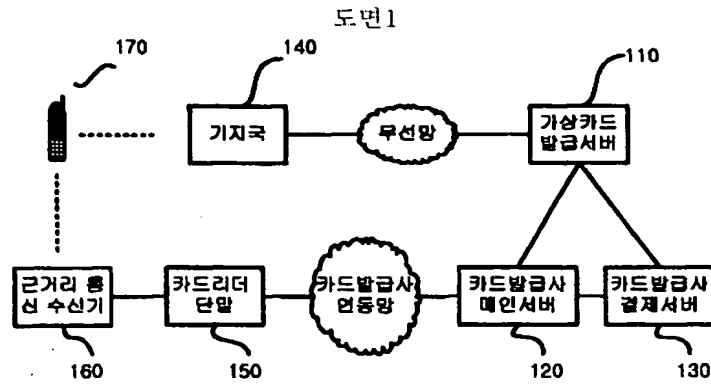 도면1
170
140
110
기지국
무선망
가상카드
발급서버
근거리 통
신 수신기
카드리더
단말
카드발급사
연동망
카드발급사
메인서버
카드발급사
결제서버
160
150
120
130